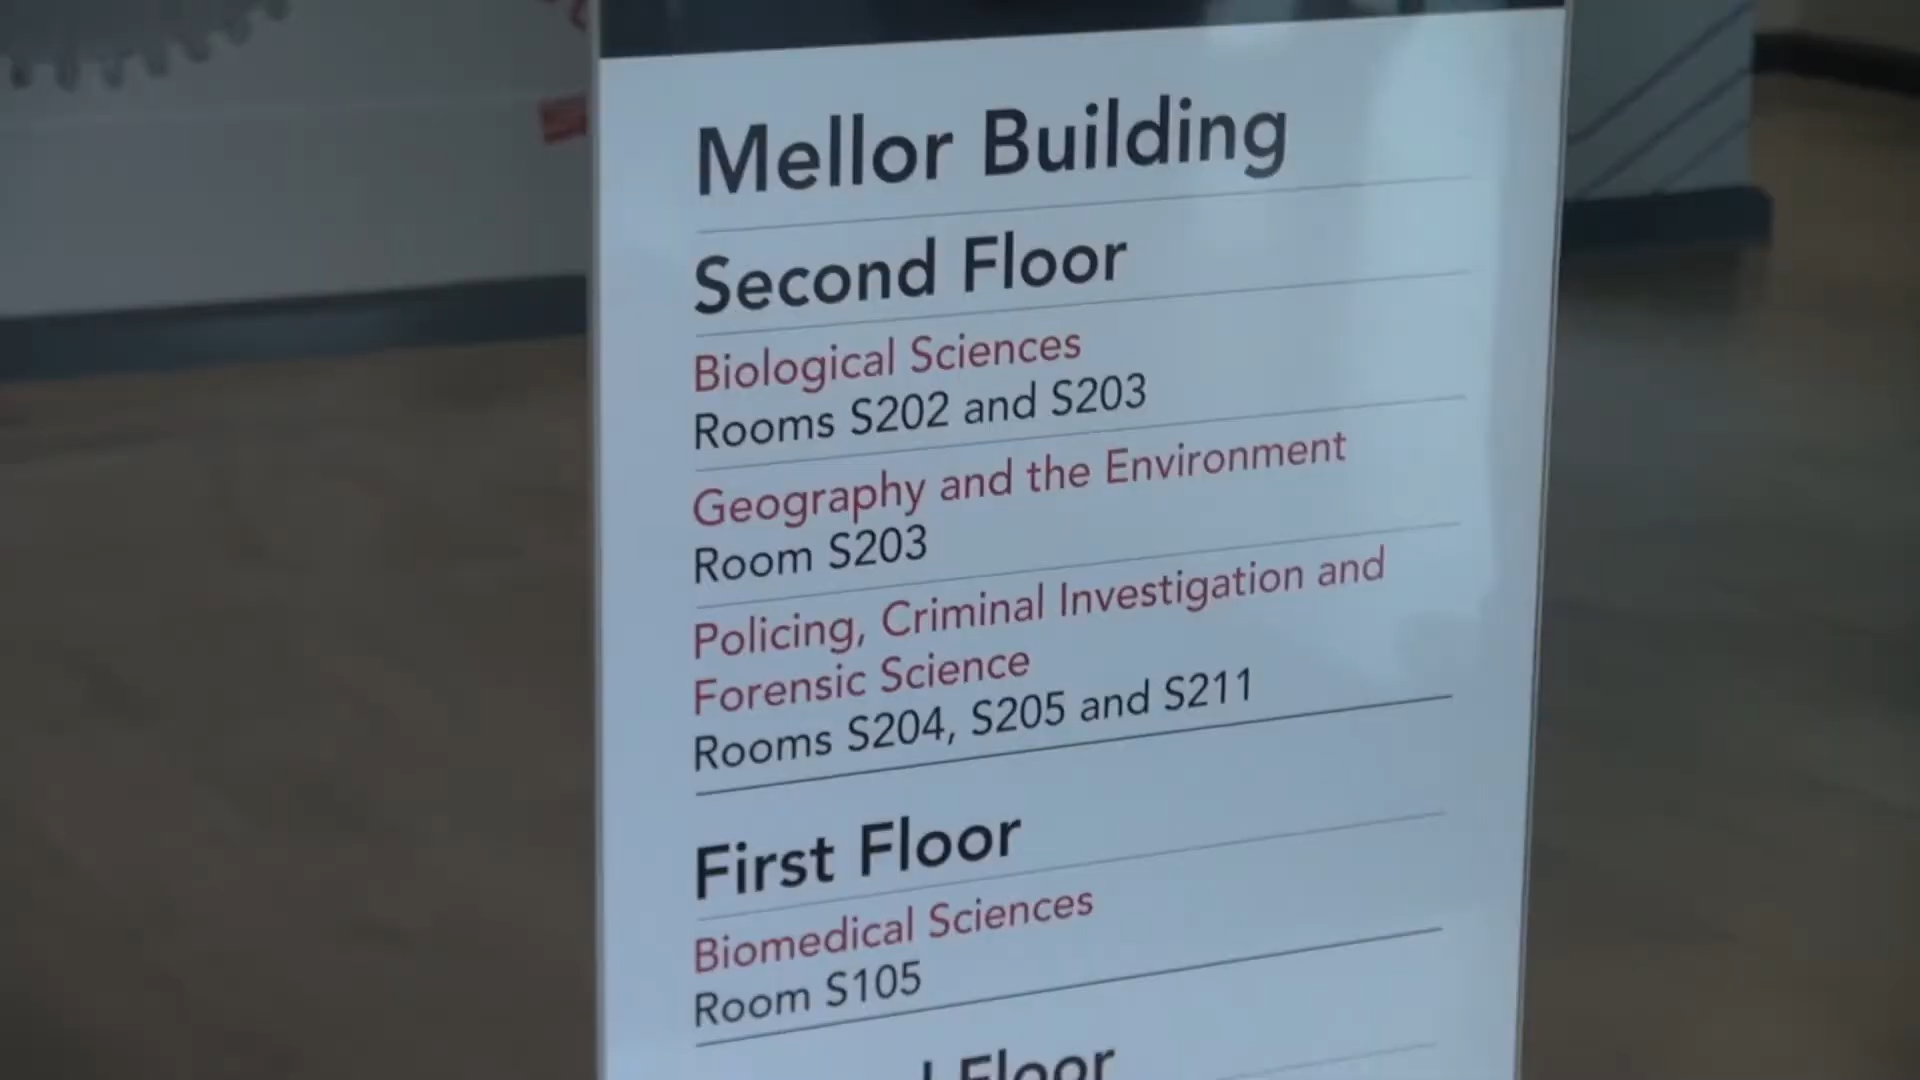 Mellor Building
Second Floor
Biological Sciences
Rooms S202 and S203
Geography and the Environment
Room S203
Policing, Criminal Investigation and
Forensic Science
Rooms S204, S205 and S211
First Floor
Biomedical Sciences
Room S105
Floor